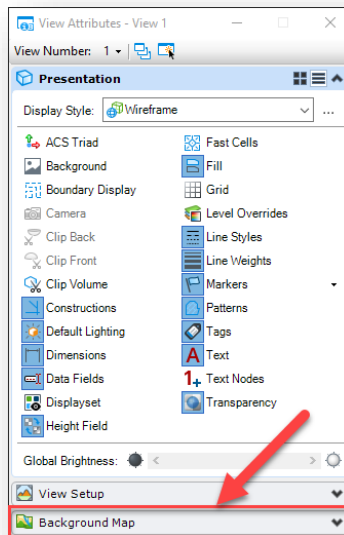 View Attributes - View 1
View Number: 1
Presentation
Display Style: Wireframe ...
ACS Triad Fast Cells
Background Fill
Boundary Display Grid
Camera Level Overrides
Clip Back Line Styles
Clip Front Line Weights
Clip Volume Markers
Constructions Patterns
Default Lighting Tags
Dimensions Text
Data Fields Text Nodes
Displayset Transparency
Height Field
Global Brightness:
View Setup
Background Map